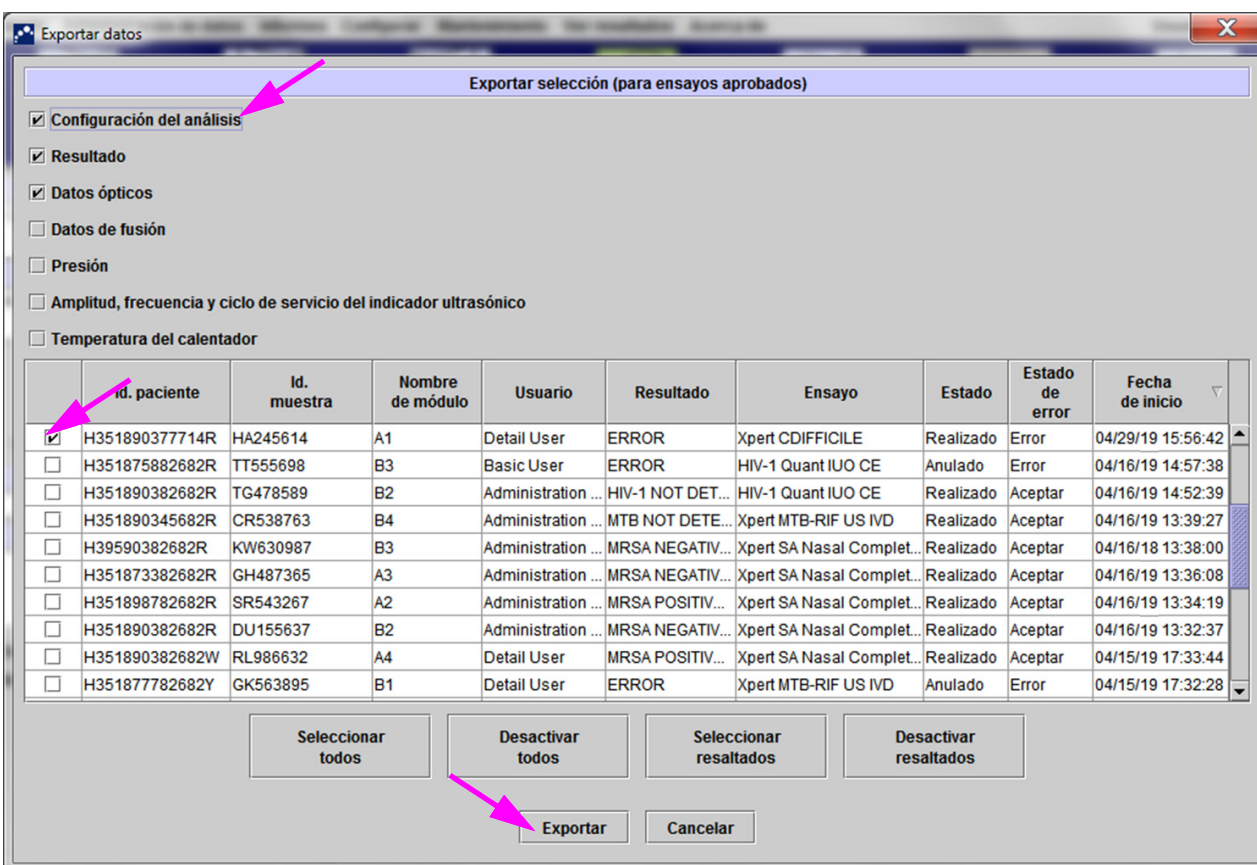 Exportar datos
Exportar selección (para ensayos aprobados)
Configuración del análisis
Resultado
Datos ópticos
Datos de fusión
Presión
Amplitud, frecuencia y ciclo de servicio del indicador ultrasónico
Temperatura del calentador
Id. paciente Id. muestra Nombre de módulo Usuario Resultado Ensayo Estado Estado de error Fecha de inicio
H351890377714R HA245614 A1 Detail User ERROR Xpert CDIFFICILE Realizado Error 04/29/19 15:56:42
H351875882682R TT555698 B3 Basic User ERROR HIV-1 Quant IUO CE Anulado Error 04/16/19 14:57:38
H351890382682R TG478589 B2 Administration ... HIV-1 NOT DET... HIV-1 Quant IUO CE Realizado Aceptar 04/16/19 14:52:39
H351890345682R CR538763 B4 Administration ... MTB NOT DETE... Xpert MTB-RIF US IVD Realizado Aceptar 04/16/19 13:39:27
H39590382682R KW630987 B3 Administration ... MRSA NEGATIV... Xpert SA Nasal Complet... Realizado Aceptar 04/16/18 13:38:00
H351873382682R GH487365 A3 Administration ... MRSA NEGATIV... Xpert SA Nasal Complet... Realizado Aceptar 04/16/19 13:36:08
H351898782682R SR543267 A2 Administration ... MRSA POSITIV... Xpert SA Nasal Complet... Realizado Aceptar 04/16/19 13:34:19
H351890382682R DU155637 B2 Administration ... MRSA NEGATIV... Xpert SA Nasal Complet... Realizado Aceptar 04/16/19 13:32:37
H351890382682W RL986632 A4 Detail User MRSA POSITIV... Xpert SA Nasal Complet... Realizado Aceptar 04/15/19 17:33:44
H351877782682Y GK563895 B1 Detail User ERROR Xpert MTB-RIF US IVD Anulado Error 04/15/19 17:32:28
Seleccionar todos Desactivar todos Seleccionar resaltados Desactivar resaltados
Exportar Cancelar